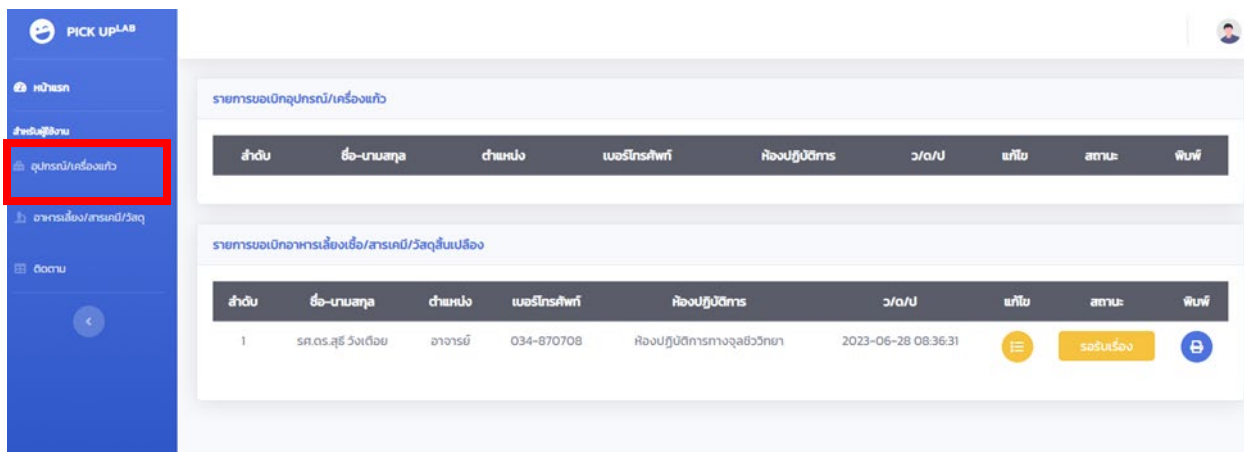 PICK UPLAB
หน้าแรก
สำหรับผู้ใช้งาน
อุปกรณ์/เครื่องแก้ว
อาหารเลี้ยง/สารเคมี/วัสดุ
ติดตาม
รายการขอเบิกอุปกรณ์/เครื่องแก้ว
ลำดับ ชื่อ-นามสกุล ตำแหน่ง เบอร์โทรศัพท์ ห้องปฏิบัติการ ว/ด/ป แก้ไข สถานะ พิมพ์
รายการขอเบิกอาหารเลี้ยงเชื้อ/สารเคมี/วัสดุสิ้นเปลือง
ลำดับ ชื่อ-นามสกุล ตำแหน่ง เบอร์โทรศัพท์ ห้องปฏิบัติการ ว/ด/ป แก้ไข สถานะ พิมพ์
1 รศ.ดร.สุธี วังเตือย อาจารย์ 034-870708 ห้องปฏิบัติการทางจุลชีววิทยา 2023-06-28 08:36:31 รอรับเรื่อง